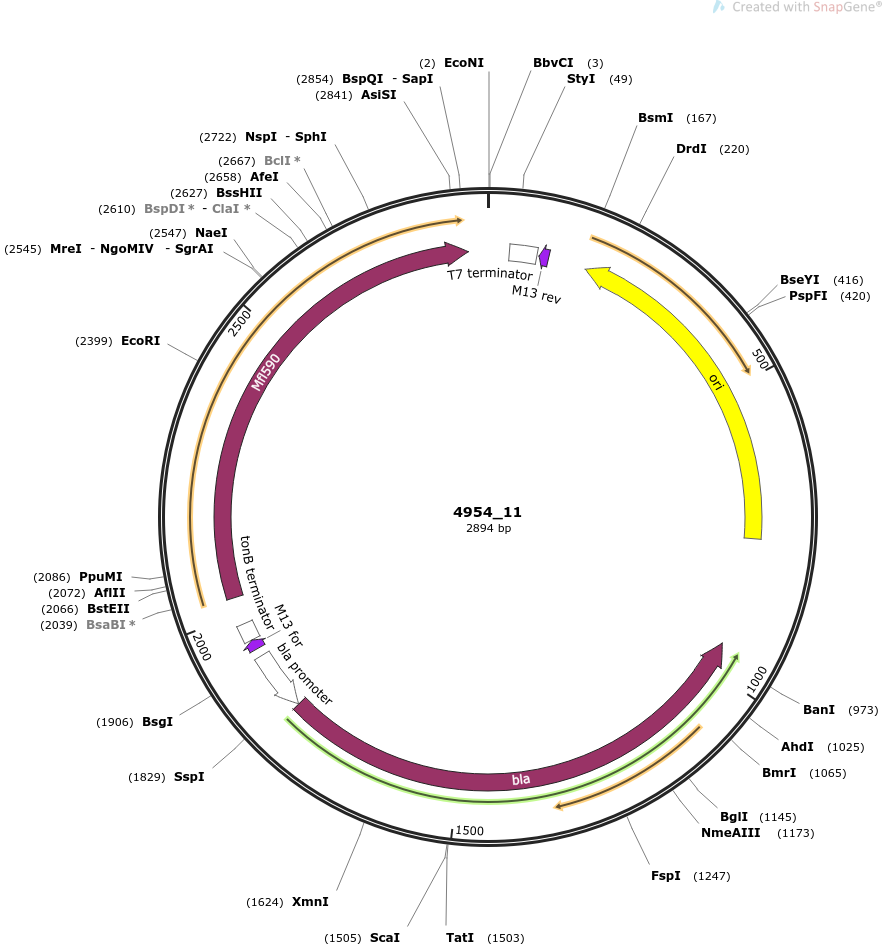 Created with SnapGene®
(2) EcoNI
BbvCI (3)
(2854) BspQI - SapI
StyI (49)
(2841) AsiSI
BsmI (167)
(2722) NspI - SphI
DrdI (220)
(2667) BclI *
(2658) AfeI
(2627) BssHII
(2610) BspDI * - ClaI *
(2547) NaeI
(2545) MreI - NgoMIV - SgrAI
T7 terminator
BseYI (416)
M13 rev
PspFI (420)
2500
(2399) EcoRI
500
Mfl590
ori
4954_11
2894 bp
(2086) PpuMI
(2072) AflII
(2066) BstEII
(2039) BsaBI *
tonB terminator
M13 for
2000
bla promoter
1000
BanI (973)
(1906) BsgI
AhdI (1025)
BmrI (1065)
(1829) SspI
bla
BglI (1145)
1500
NmeAIII (1173)
FspI (1247)
(1624) XmnI
(1505) ScaI
TatI (1503)